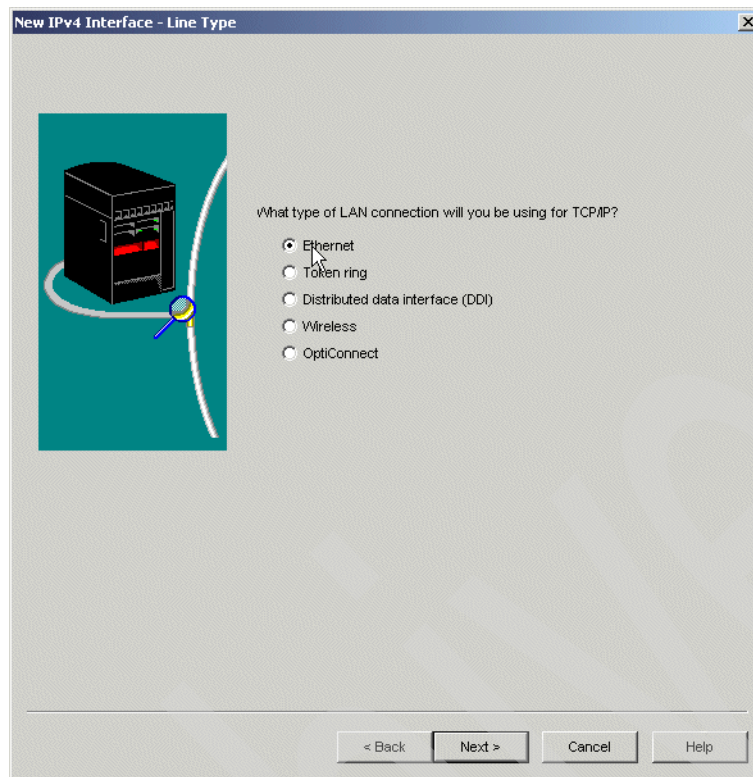 New IPv4 Interface - Line Type
What type of LAN connection will you be using for TCP/IP?
Ethernet
Token ring
Distributed data interface (DDI)
Wireless
OptiConnect
< Back Next > Cancel Help